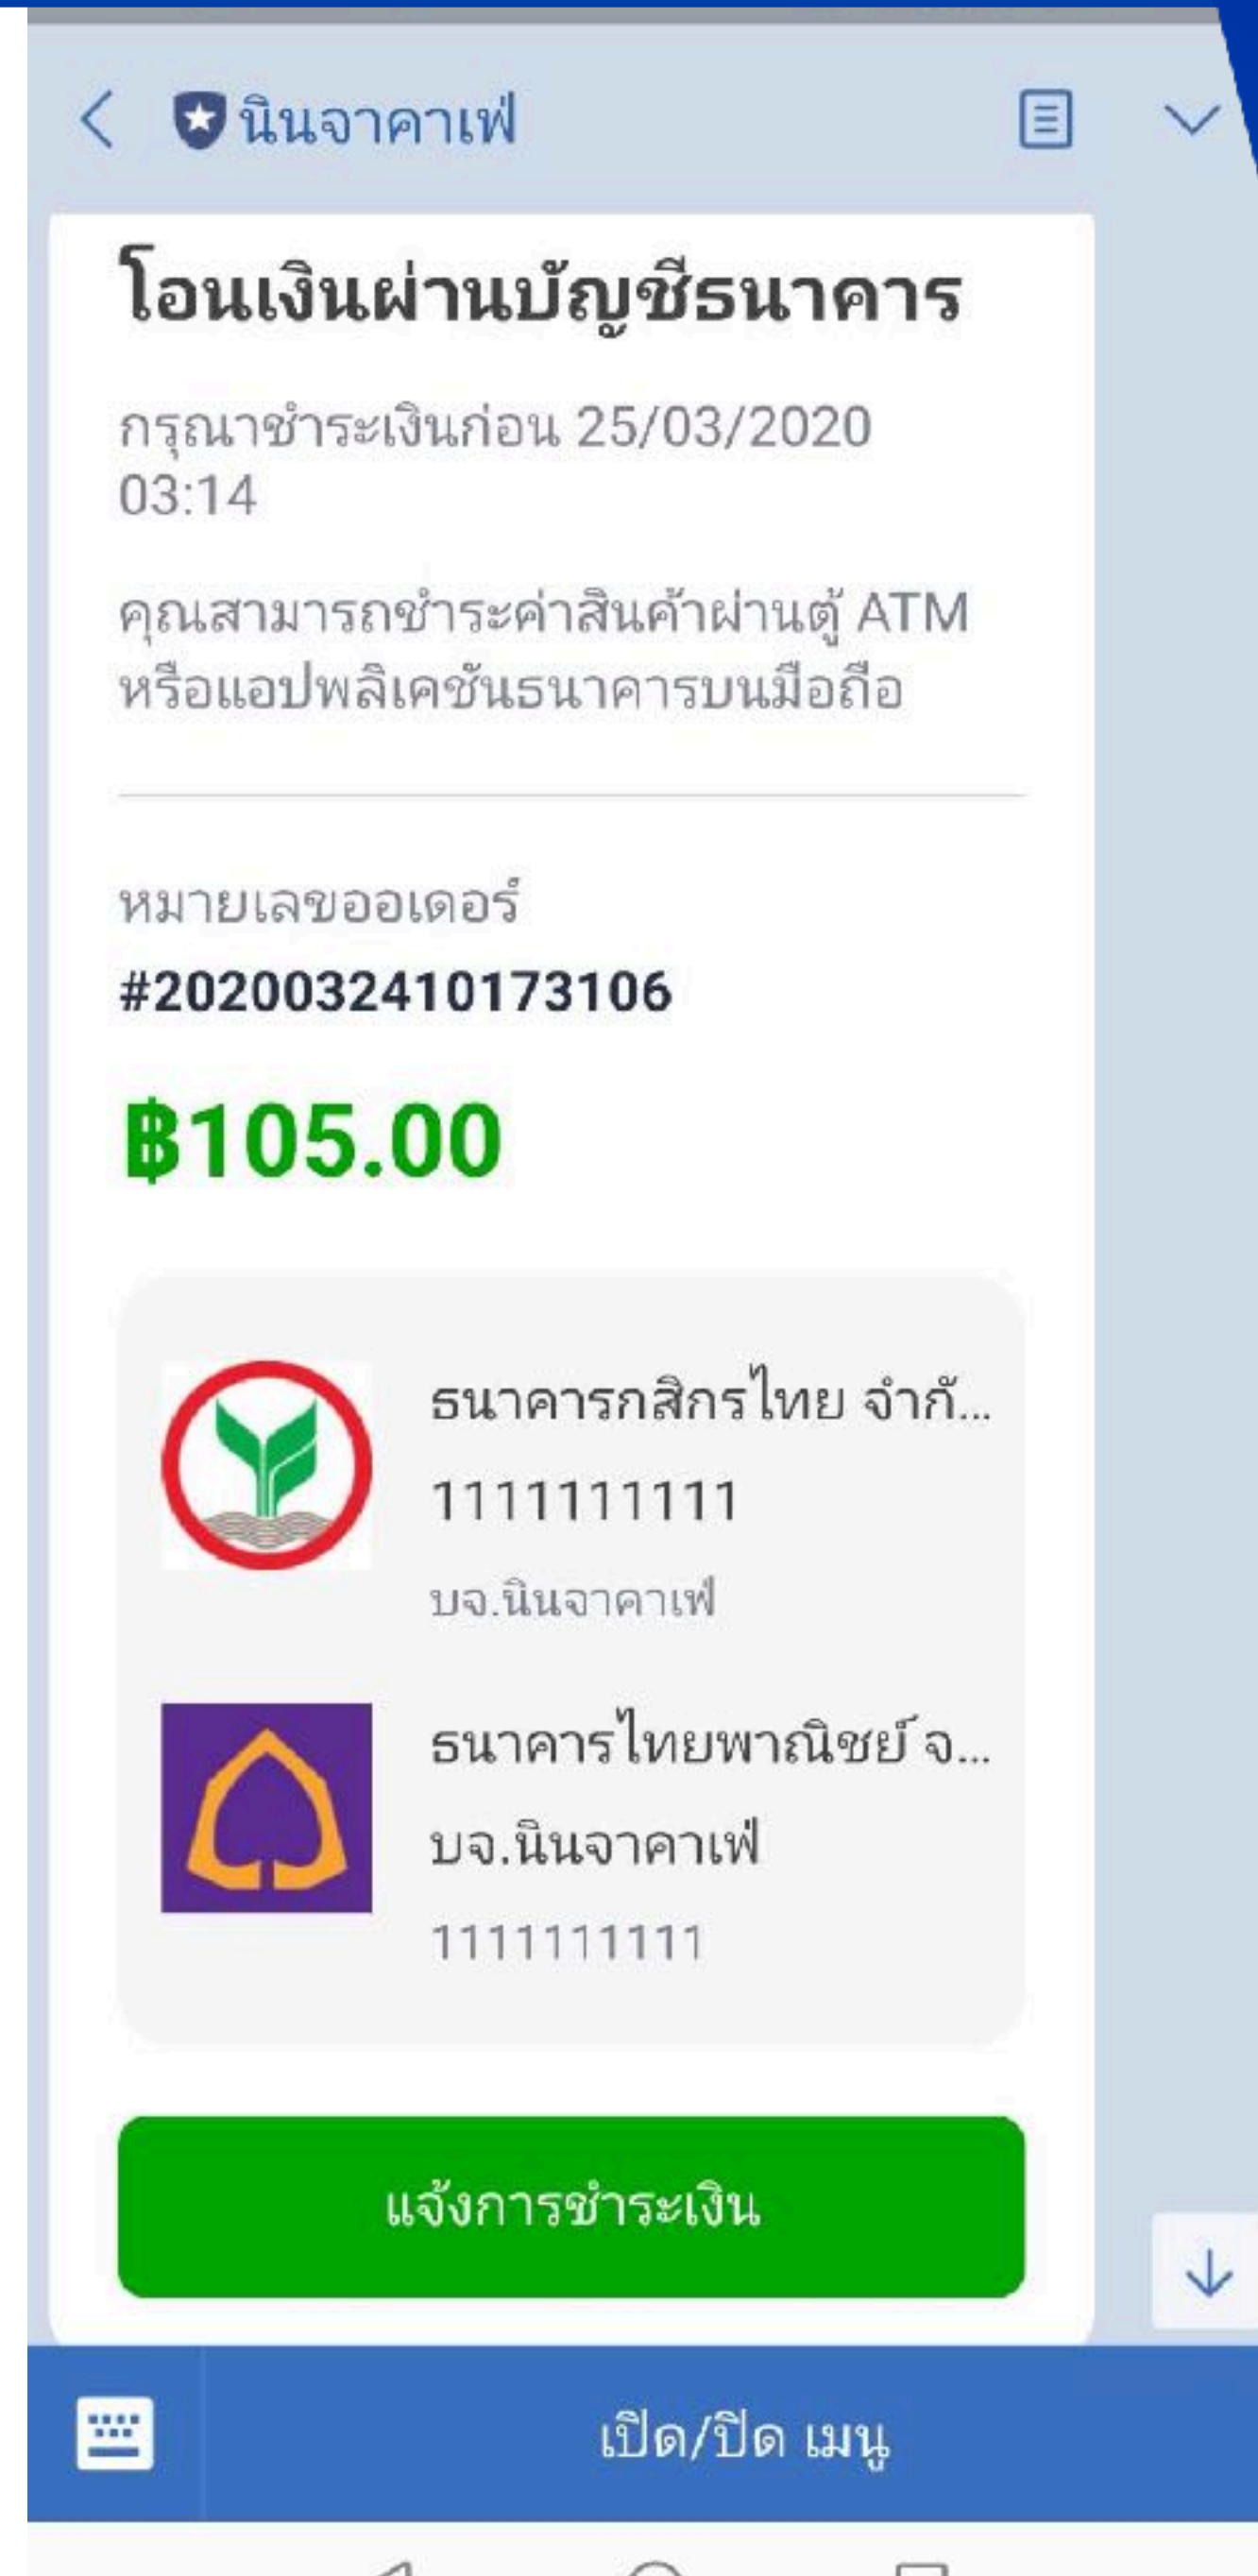 นินจาคาเฟ่
โอนเงินผ่านบัญชีธนาคาร
กรุณาชำระเงินก่อน 25/03/2020
03:14
คุณสามารถชำระค่าสินค้าผ่านตู้ ATM
หรือแอปพลิเคชันธนาคารบนมือถือ
หมายเลขออเดอร์
#2020032410173106
฿105.00
ธนาคารกสิกรไทย จำกั...
1111111111
บจ.นินจาคาเฟ่
ธนาคารไทยพาณิชย์ จ...
บจ.นินจาคาเฟ่
1111111111
แจ้งการชำระเงิน
เปิด/ปิด เมนู